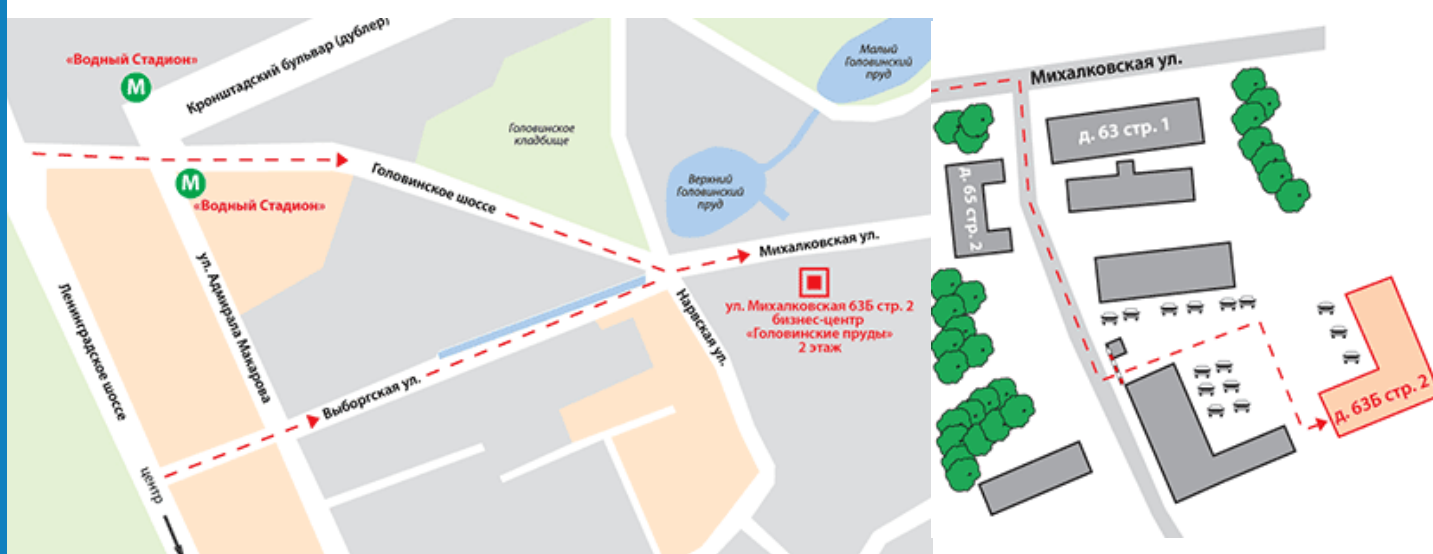 «Водный Стадион»
М
Кронштадский бульвар (дублер)
Малый
Головинский
пруд
Головинское
кладбище
Головинское шоссе
М
«Водный Стадион»
Верхний
Головинский
пруд
Михалковская ул.
ул. Михалковская 63Б стр. 2
бизнес-центр
«Головинские пруды»
2 этаж
Ленинградское шоссе
ул. Адмирала Макарова
Нарвская ул.
Выборгская ул.
центр
Михалковская ул.
д. 63 стр. 1
д. 65 стр. 2
д. 63Б стр. 2